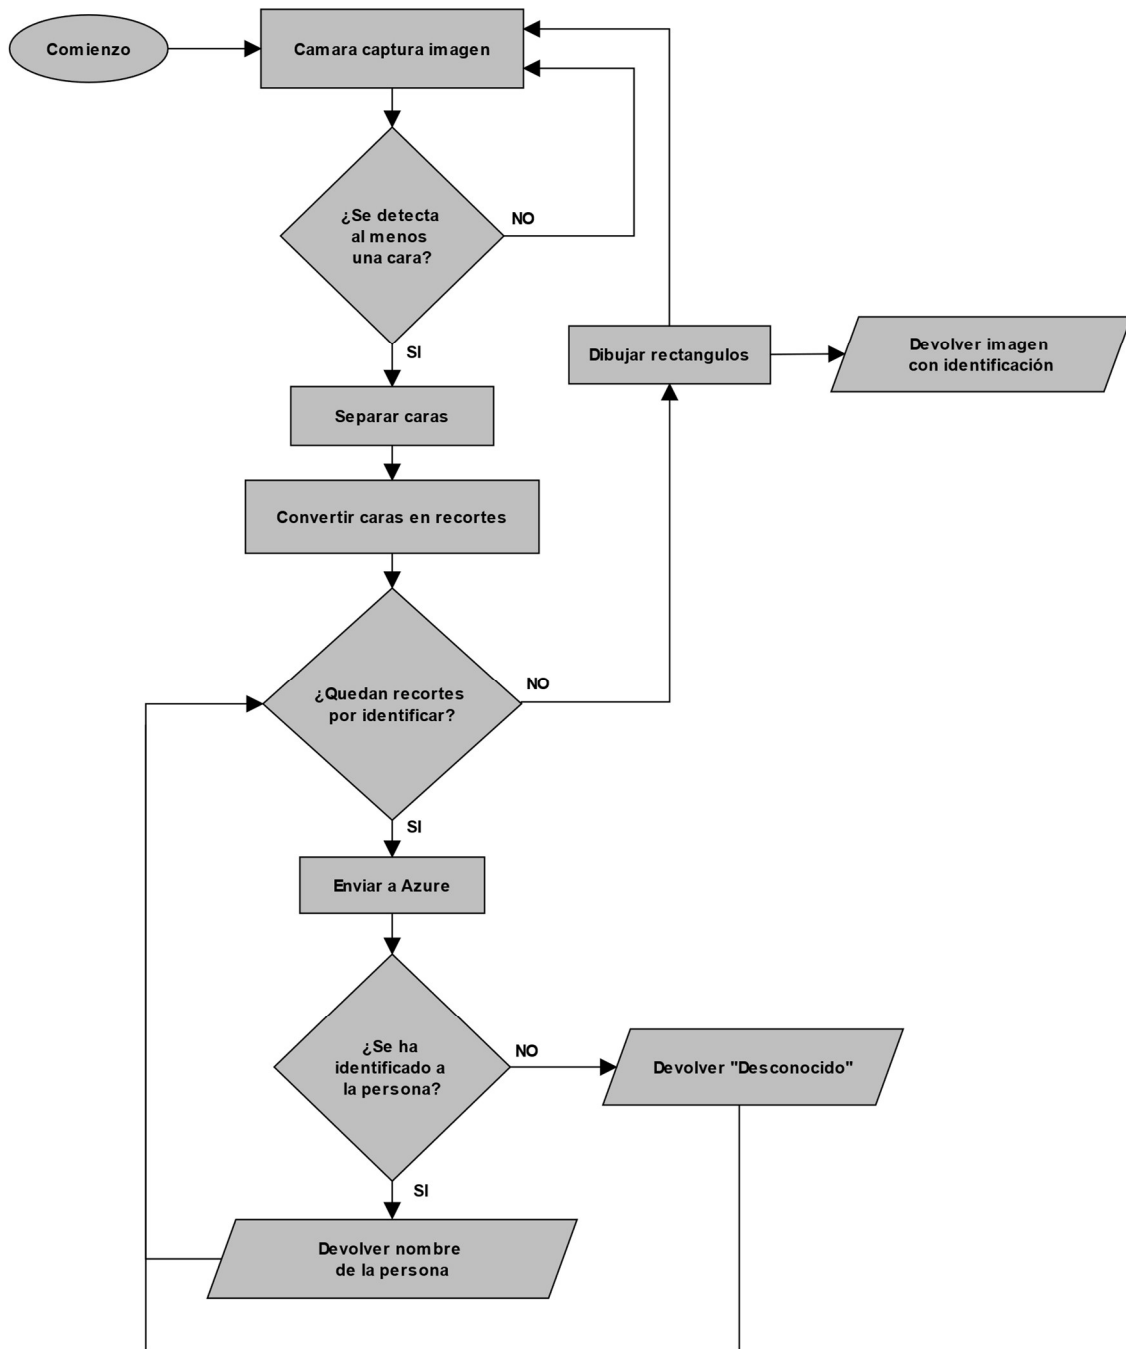 Comienzo
Camara captura imagen
¿Se detecta
al menos
una cara?
NO
SI
Separar caras
Dibujar rectangulos
Devolver imagen
con identificación
Convertir caras en recortes
¿Quedan recortes
por identificar?
NO
SI
Enviar a Azure
¿Se ha
identificado a
la persona?
NO
Devolver "Desconocido"
SI
Devolver nombre
de la persona